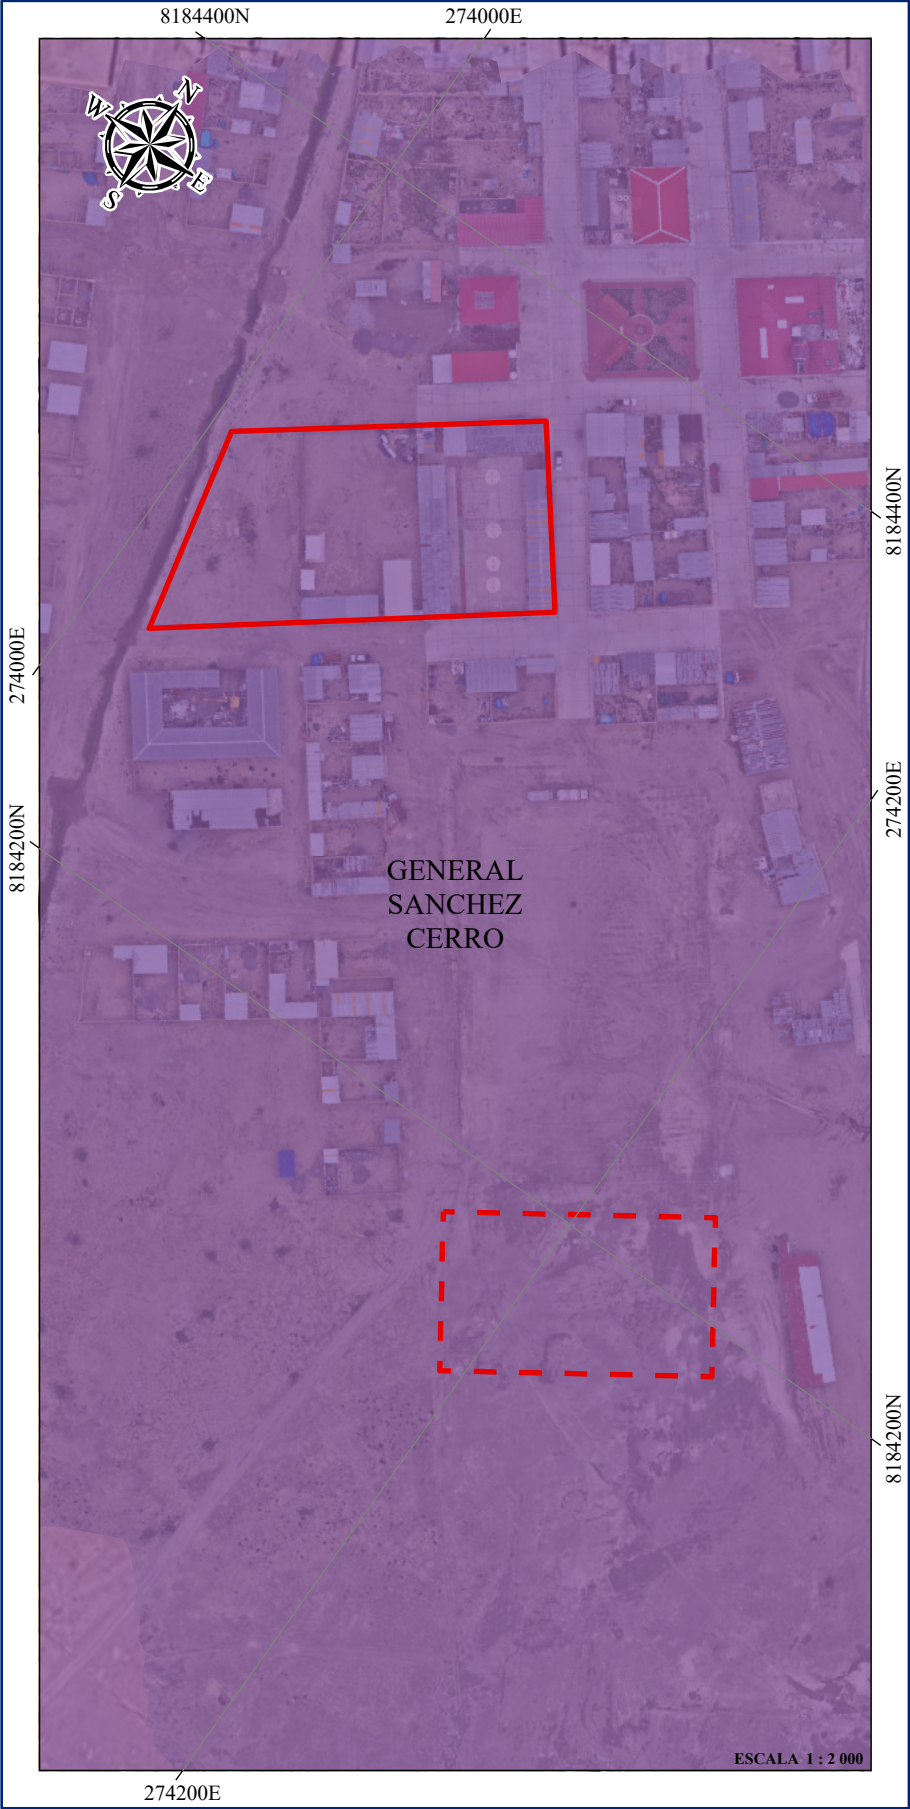 8184400N
274000E
N
W
E
S
8184400N
274000E
274200E
8184200N
GENERAL
SANCHEZ
CERRO
8184200N
ESCALA 1 : 2 000
274200E